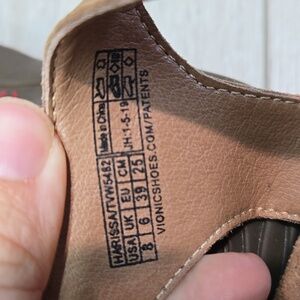 HARISSA/TVW5482 Made in China
USA UK EU CM JH:1-5-19
8 6 39 25
VIONICSHOES.COM/PATENTS